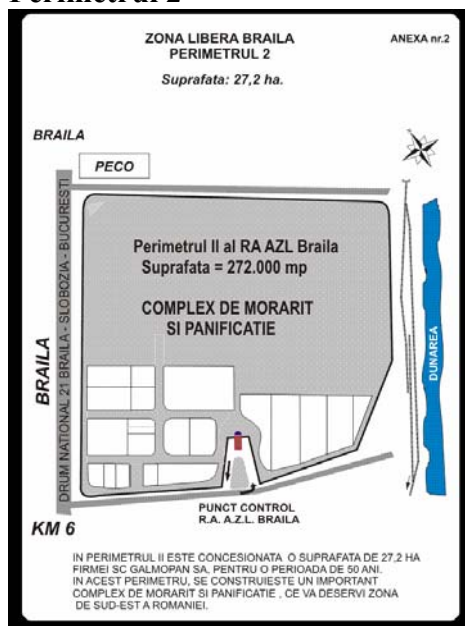 Perimetrul 2
ZONA LIBERA BRAILA
PERIMETRUL 2
ANEXA nr.2
Suprafata: 27,2 ha.
BRAILA
PECO
Perimetrul II al RA AZL Braila
Suprafata = 272.000 mp
COMPLEX DE MORARIT
SI PANIFICATIE
BRAILA
DRUM NATIONAL 21 BRAILA - SLOBOZIA - BUCURESTI
DUNAREA
PUNCT CONTROL
R.A. A.Z.L. BRAILA
KM 6
IN PERIMETRUL II ESTE CONCESIONATA O SUPRAFATA DE 27,2 HA
FIRMEI SC GALMOPAN SA, PENTRU O PERIOADA DE 50 ANI.
IN ACEST PERIMETRU, SE CONSTRUIESTE UN IMPORTANT
COMPLEX DE MORARIT SI PANIFICATIE , CE VA DESERVI ZONA
DE SUD-EST A ROMANIEI.